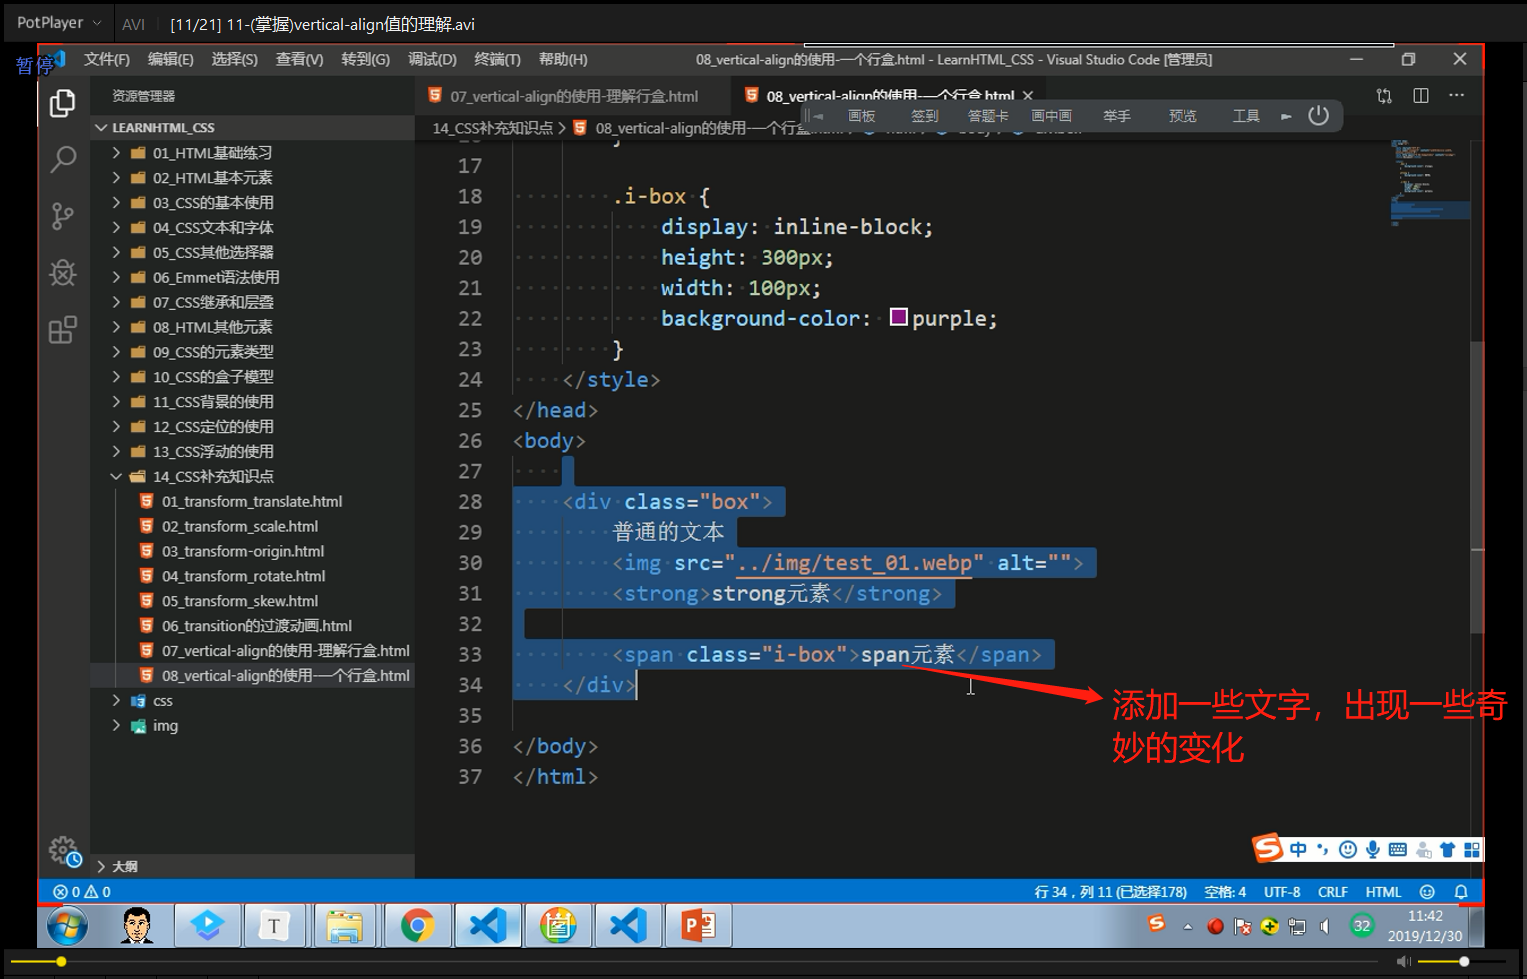 PotPlayer AVI [11/21] 11-(掌握)vertical-align值的理解.avi
暂停
文件(F) 编辑(E) 选择(S) 查看(V) 转到(G) 调试(D) 终端(T) 帮助(H) 08_vertical-align的使用-一个行盒.html - LearnHTML_CSS - Visual Studio Code [管理员]
资源管理器
07_vertical-align的使用-理解行盒.html
08_vertical-align的使用-一个行盒.html
画板 签到 答题卡 画中画 举手 预览 工具
LEARNHTML_CSS
14_CSS补充知识点 > 08_vertical-align的使用-一个行盒
01_HTML基础练习
02_HTML基本元素
03_CSS的基本使用
04_CSS文本和字体
05_CSS其他选择器
06_Emmet语法使用
07_CSS继承和层叠
08_HTML其他元素
09_CSS的元素类型
10_CSS的盒子模型
11_CSS背景的使用
12_CSS定位的使用
13_CSS浮动的使用
14_CSS补充知识点
01_transform_translate.html
02_transform_scale.html
03_transform-origin.html
04_transform_rotate.html
05_transform_skew.html
06_transition的过渡动画.html
07_vertical-align的使用-理解行盒.html
08_vertical-align的使用-一个行盒.html
css
img
大纲
17
18 .i-box {
19 display: inline-block;
20 height: 300px;
21 width: 100px;
22 background-color: purple;
23 }
24 </style>
25 </head>
26 <body>
27
28 <div class="box">
29 普通的文本
30 <img src="../img/test_01.webp" alt="">
31 <strong>strong元素</strong>
32
33 <span class="i-box">span元素</span>
34 </div>
35
36 </body>
37 </html>
添加一些文字，出现一些奇
妙的变化
中
0 0 行 34，列 11 (已选择178) 空格: 4 UTF-8 CRLF HTML
T
32
11:42
2019/12/30